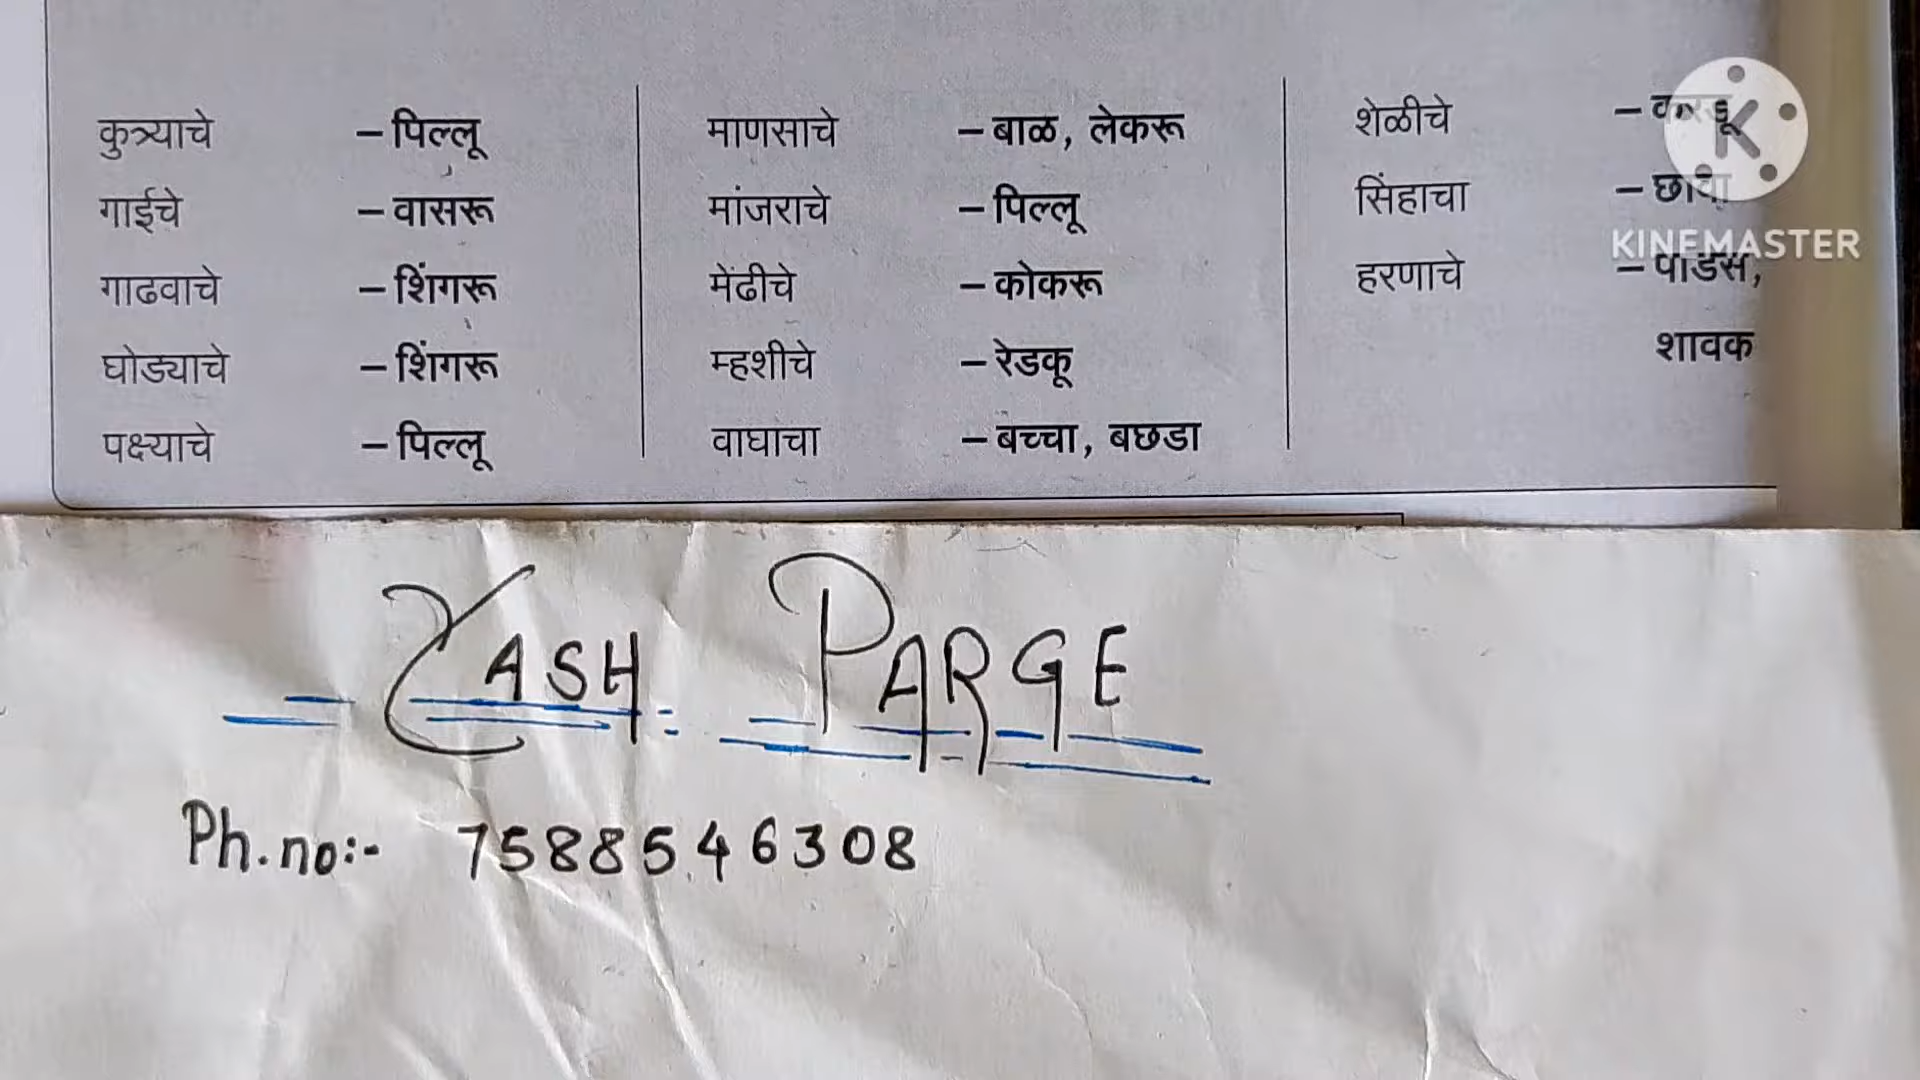 कुत्र्याचे – पिल्लू
गाईचे – वासरू
गाढवाचे – शिंगरू
घोड्याचे – शिंगरू
पक्ष्याचे – पिल्लू
माणसाचे – बाळ, लेकरू
मांजराचे – पिल्लू
मेंढीचे – कोकरू
म्हशीचे – रेडकू
वाघाचा – बच्चा, बछडा
शेळीचे –
सिंहाचा – छावा
हरणाचे – पाडस,
शावक
KINEMASTER
YASH PARGE
Ph.no:- 7588546308